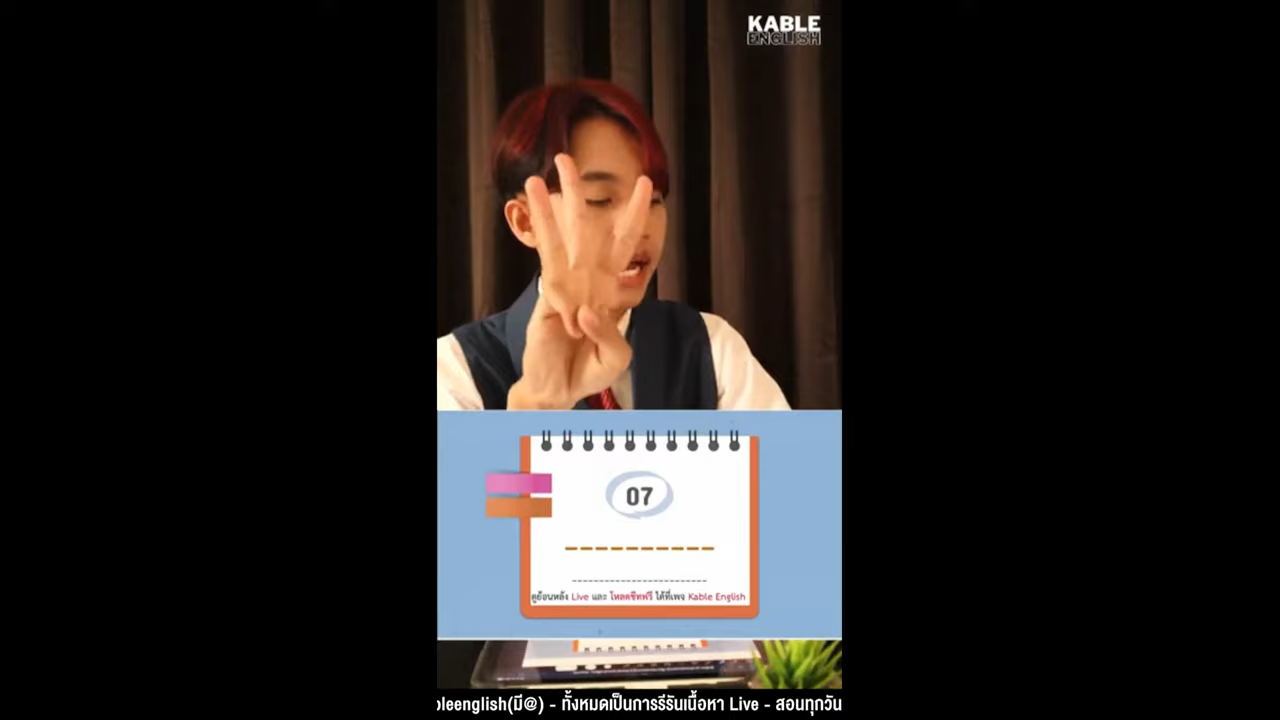 KABLE
ENGLISH
07
ดูย้อนหลัง Live และ โหลดชีทฟรี ได้ที่เพจ Kable English
bleenglish(มี@) - ทั้งหมดเป็นการรีรันเนื้อหา Live - สอนทุกวัน